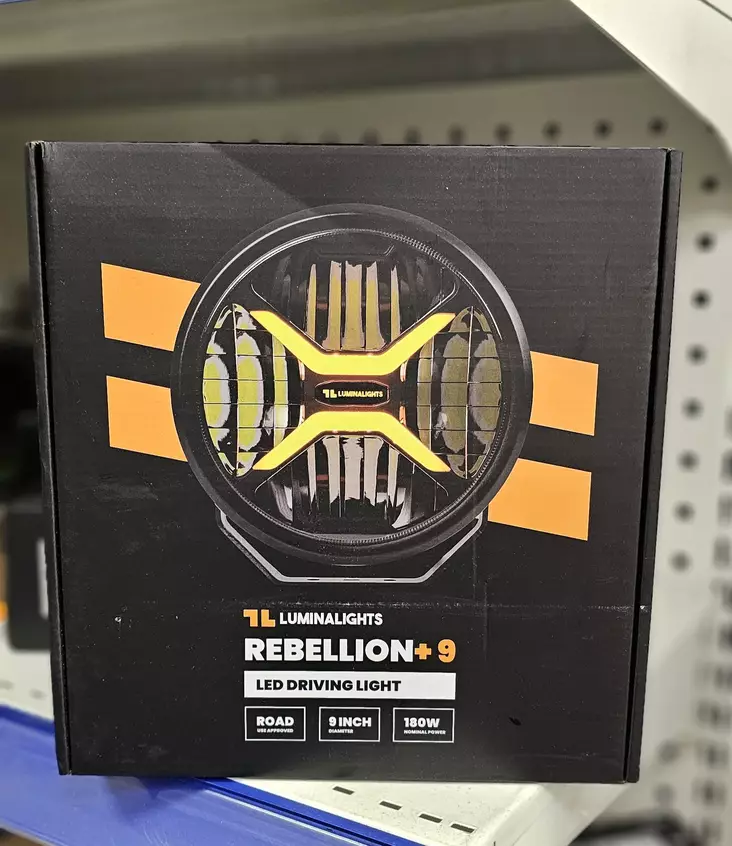 LUMINALIGHTS
LUMINALIGHTS
REBELLION+ 9
LED DRIVING LIGHT
ROAD
USE APPROVED
9 INCH
DIAMETER
180W
NOMINAL POWER